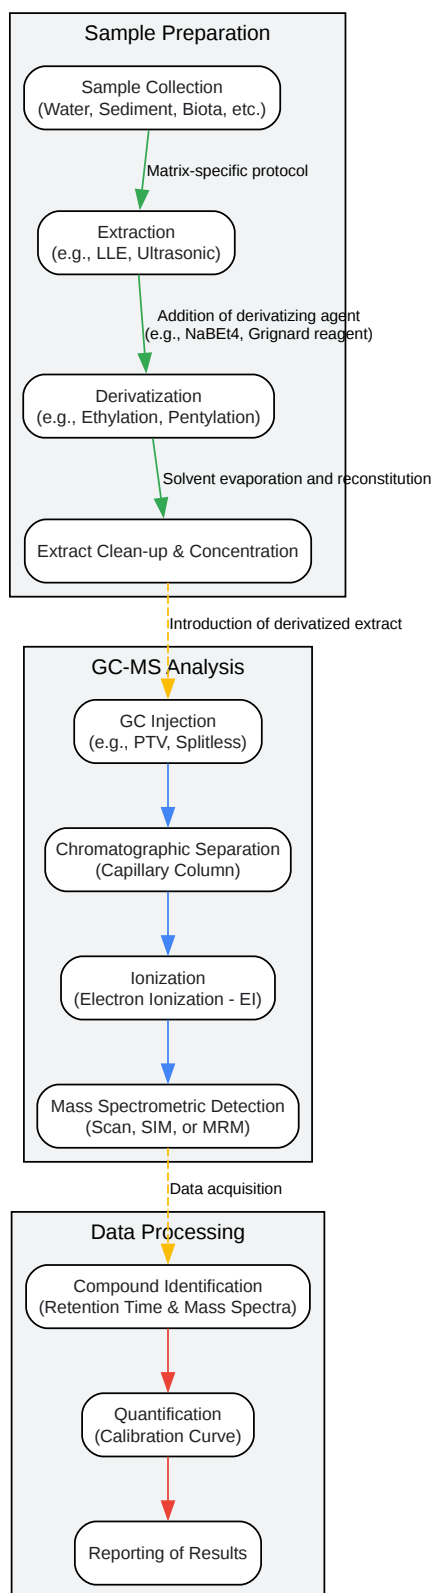 Sample Preparation
Sample Collection
(Water, Sediment, Biota, etc.)
Matrix-specific protocol
Extraction
(e.g., LLE, Ultrasonic)
Addition of derivatizing agent
(e.g., NaBEt4, Grignard reagent)
Derivatization
(e.g., Ethylation, Pentylation)
Solvent evaporation and reconstitution
Extract Clean-up & Concentration
Introduction of derivatized extract
GC-MS Analysis
GC Injection
(e.g., PTV, Splitless)
Chromatographic Separation
(Capillary Column)
Ionization
(Electron Ionization - EI)
Mass Spectrometric Detection
(Scan, SIM, or MRM)
Data acquisition
Data Processing
Compound Identification
(Retention Time & Mass Spectra)
Quantification
(Calibration Curve)
Reporting of Results